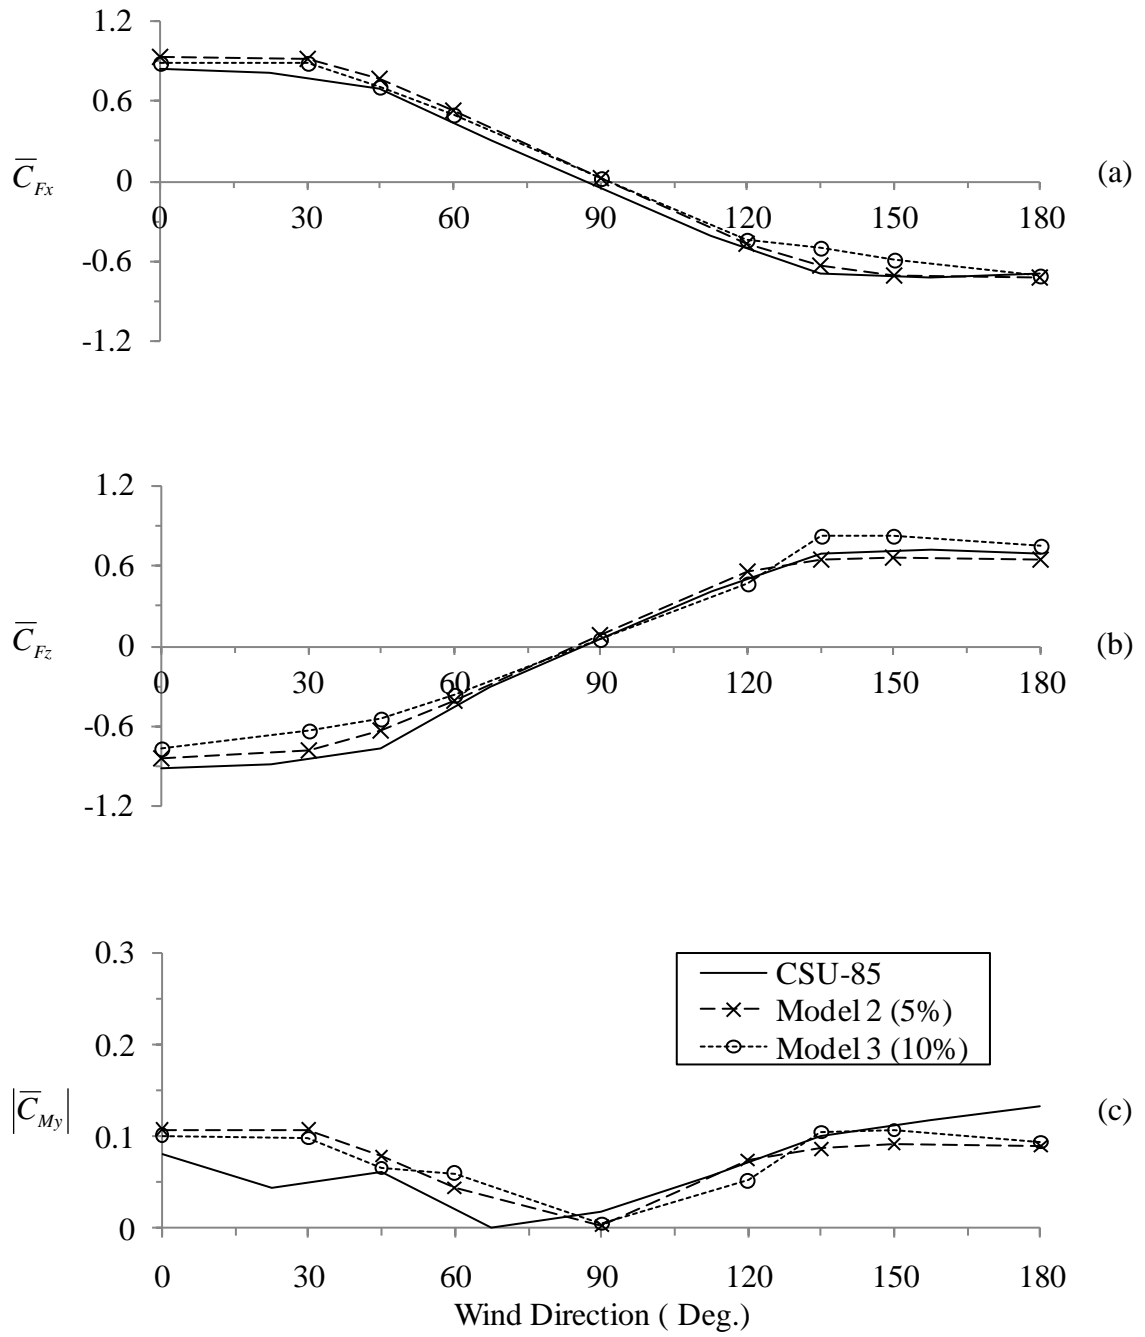 1.2
0.6
0
-0.6
-1.2
C̅Fx
0 30 60 90 120 150 180
(a)
1.2
0.6
0
-0.6
-1.2
C̅Fz
0 30 60 90 120 150 180
(b)
0.3
0.2
0.1
0
|C̅My|
CSU-85
Model 2 (5%)
Model 3 (10%)
(c)
0 30 60 90 120 150 180
Wind Direction ( Deg.)